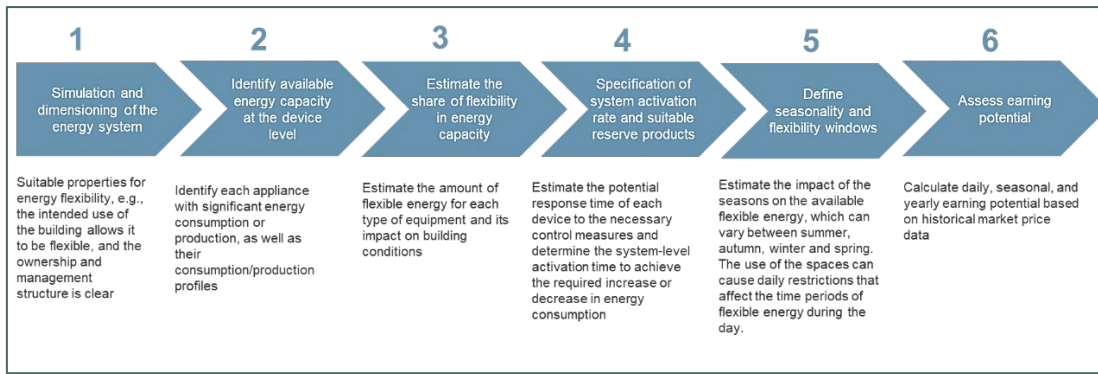 1
Simulation and
dimensioning of the
energy system
Suitable properties for
energy flexibility, e.g.,
the intended use of
the building allows it
to be flexible, and the
ownership and
management
structure is clear
2
Identify available
energy capacity
at the device
level
Identify each appliance
with significant energy
consumption or
production, as well as
their
consumption/production
profiles
3
Estimate the
share of flexibility
in energy
capacity
Estimate the amount of
flexible energy for each
type of equipment and its
impact on building
conditions
4
Specification of
system activation
rate and suitable
reserve products
Estimate the potential
response time of each
device to the necessary
control measures and
determine the system-level
activation time to achieve
the required increase or
decrease in energy
consumption
5
Define
seasonality and
flexibility windows
Estimate the impact of the
seasons on the available
flexible energy, which can
vary between summer,
autumn, winter and spring.
The use of the spaces can
cause daily restrictions that
affect the time periods of
flexible energy during the
day.
6
Assess earning
potential
Calculate daily, seasonal, and
yearly earning potential based
on historical market price
data